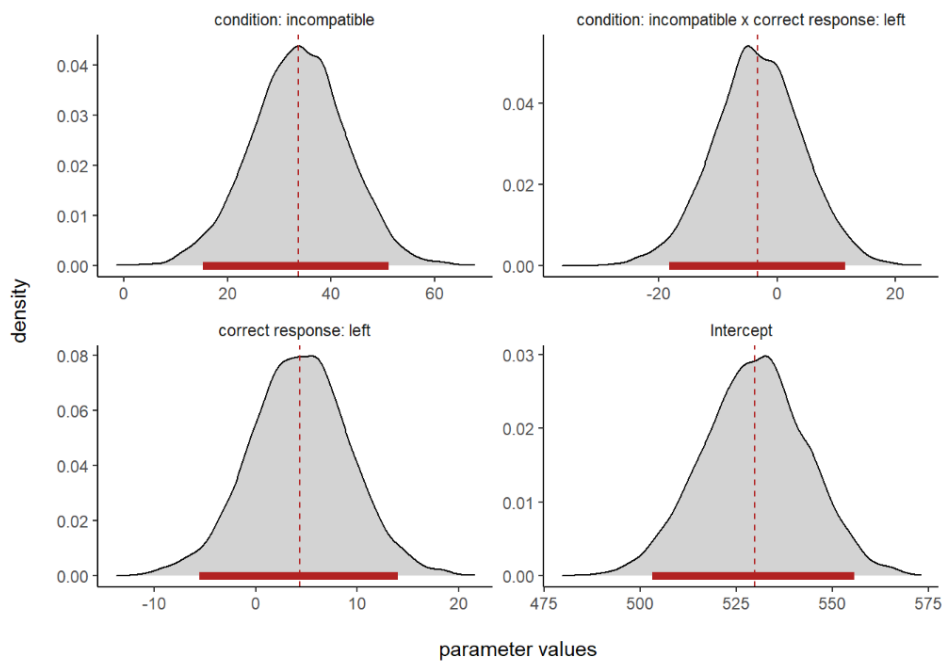 condition: incompatible
condition: incompatible x correct response: left
0.04
0.03
0.02
0.01
0.00
0 20 40 60
0.04
0.02
0.00
-20 0 20
density
correct response: left
Intercept
0.08
0.06
0.04
0.02
0.00
-10 0 10 20
0.03
0.02
0.01
0.00
475 500 525 550 575
parameter values